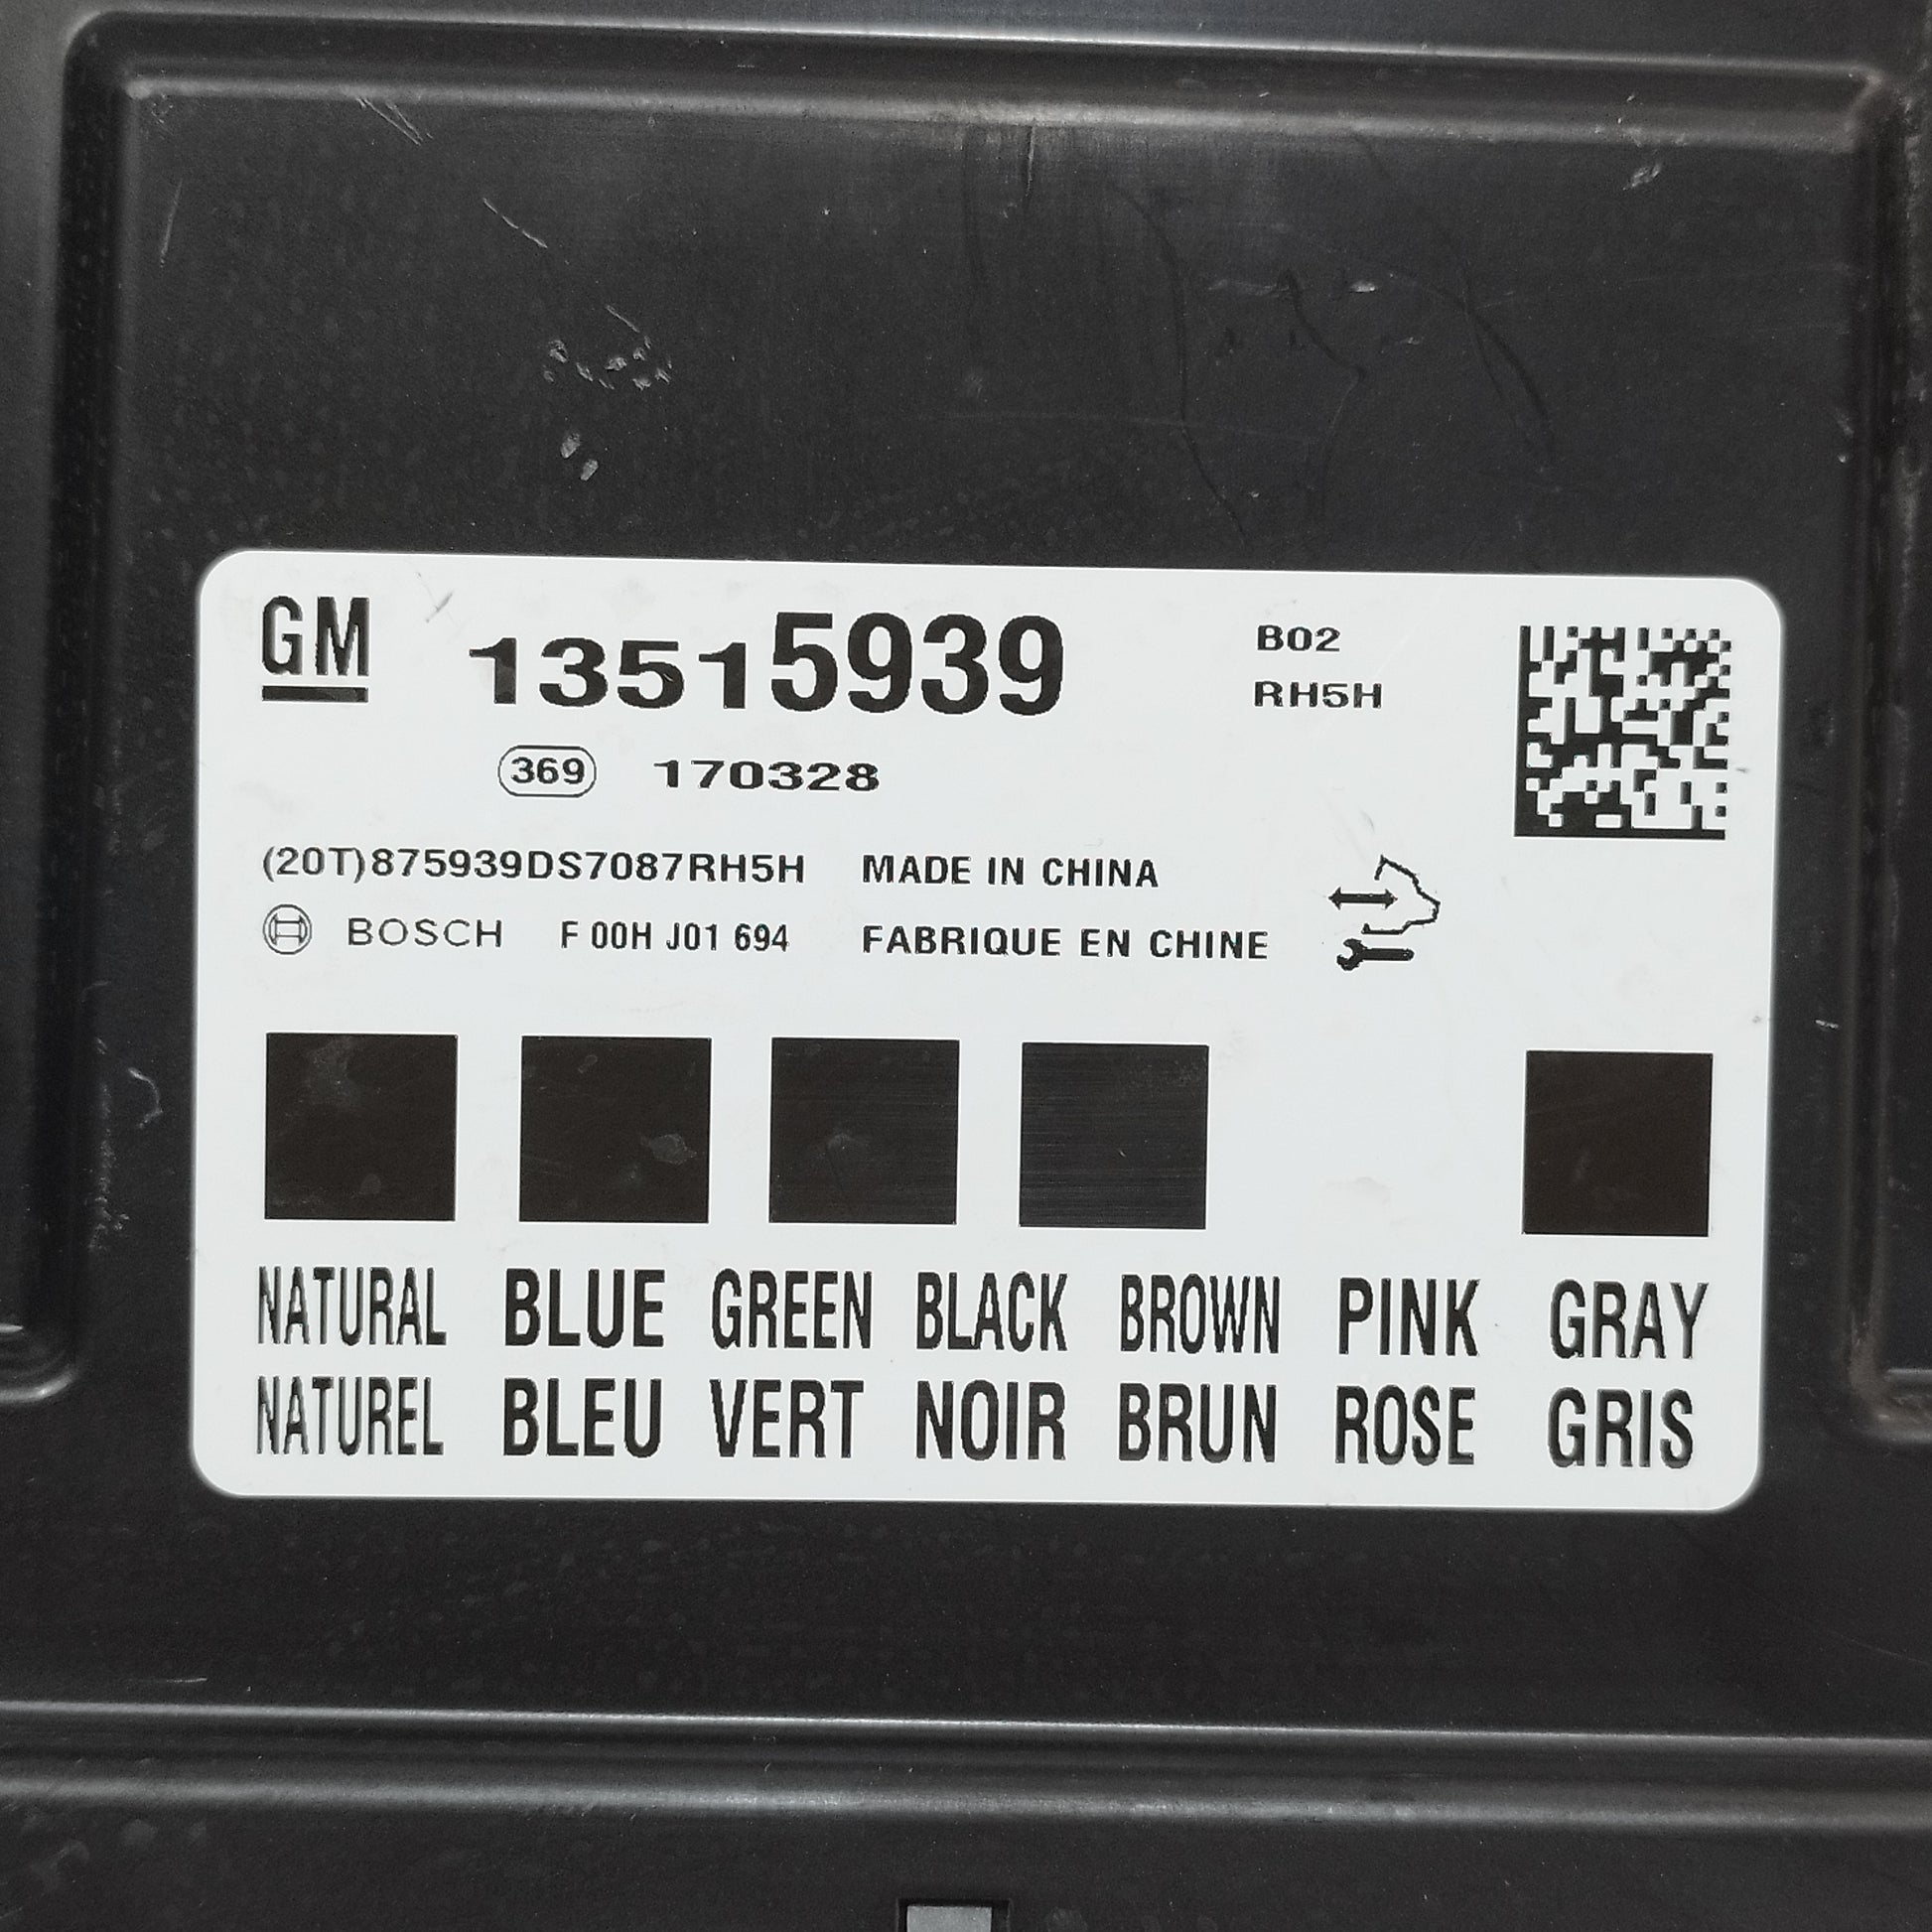 GM 13515939 B02
RH5H
369 170328
(20T)875939DS7087RH5H MADE IN CHINA
BOSCH F 00H J01 694 FABRIQUE EN CHINE
NATURAL BLUE GREEN BLACK BROWN PINK GRAY
NATUREL BLEU VERT NOIR BRUN ROSE GRIS